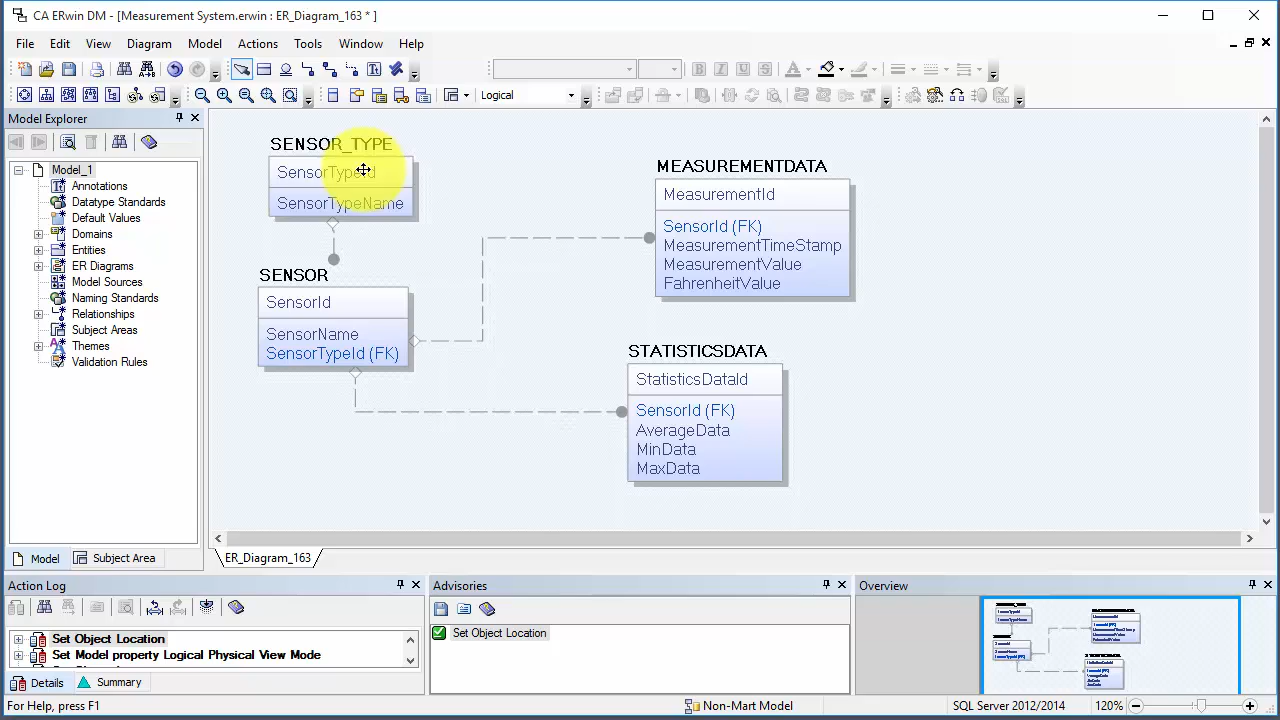 CA ERwin DM - [Measurement System.erwin : ER_Diagram_163 * ]
File Edit View Diagram Model Actions Tools Window Help
Logical
Model Explorer
Model_1
Annotations
Datatype Standards
Default Values
Domains
Entities
ER Diagrams
Model Sources
Naming Standards
Relationships
Subject Areas
Themes
Validation Rules
Model Subject Area
SENSOR_TYPE
SensorTypeId
SensorTypeName
SENSOR
SensorId
SensorName
SensorTypeId (FK)
MEASUREMENTDATA
MeasurementId
SensorId (FK)
MeasurementTimeStamp
MeasurementValue
FahrenheitValue
STATISTICSDATA
StatisticsDataId
SensorId (FK)
AverageData
MinData
MaxData
ER_Diagram_163
Action Log
Set Object Location
Set Model property Logical Physical View Mode
Details Summary
Advisories
Set Object Location
Overview
For Help, press F1
Non-Mart Model
SQL Server 2012/2014
120%